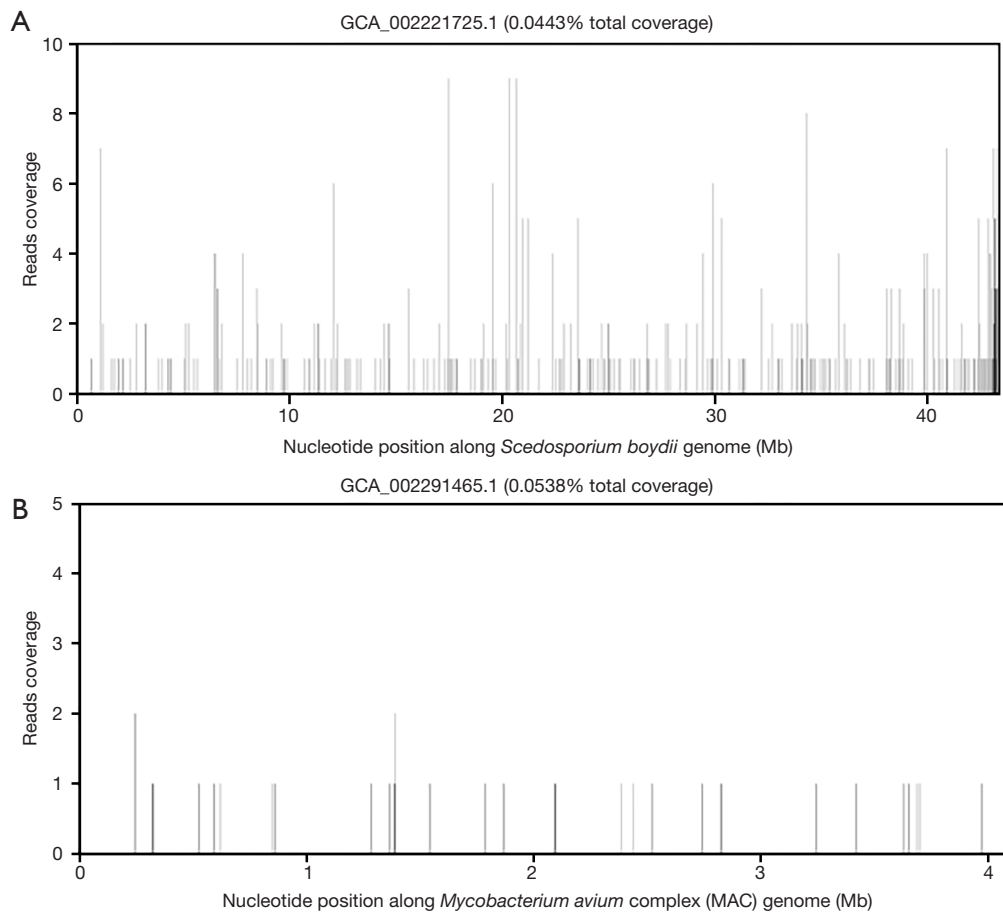 A
GCA_002221725.1 (0.0443% total coverage)
10
8
6
4
2
0
Reads coverage
0 10 20 30 40
Nucleotide position along Scedosporium boydii genome (Mb)
B
GCA_002291465.1 (0.0538% total coverage)
5
4
3
2
1
0
Reads coverage
0 1 2 3 4
Nucleotide position along Mycobacterium avium complex (MAC) genome (Mb)